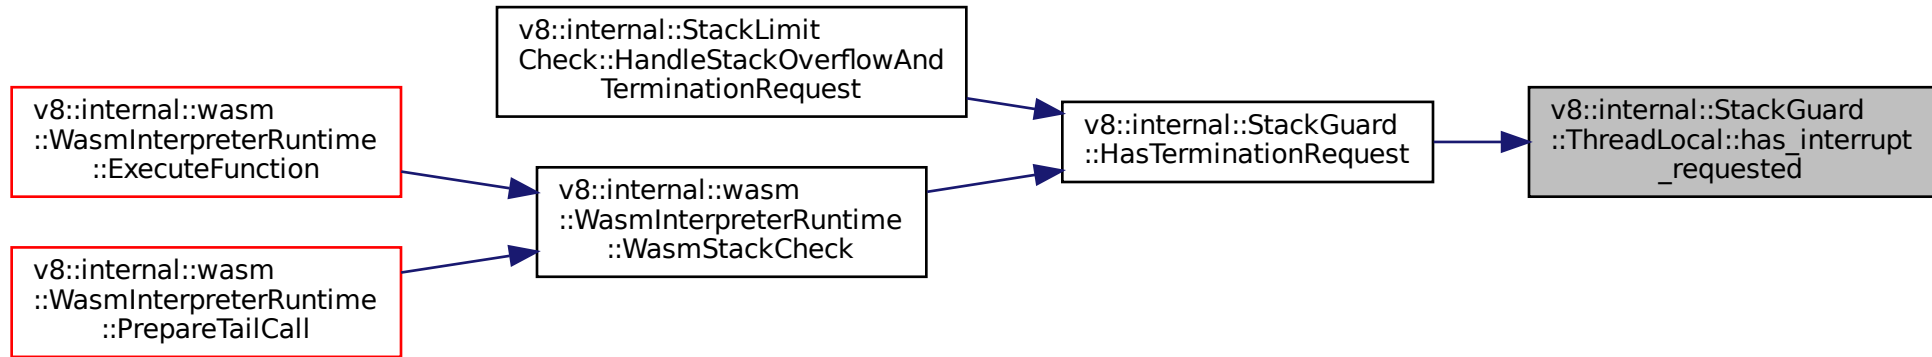 v8::internal::StackLimit
Check::HandleStackOverflowAnd
TerminationRequest
v8::internal::wasm
::WasmInterpreterRuntime
::ExecuteFunction
v8::internal::StackGuard
::HasTerminationRequest
v8::internal::StackGuard
::ThreadLocal::has_interrupt
_requested
v8::internal::wasm
::WasmInterpreterRuntime
::WasmStackCheck
v8::internal::wasm
::WasmInterpreterRuntime
::PrepareTailCall